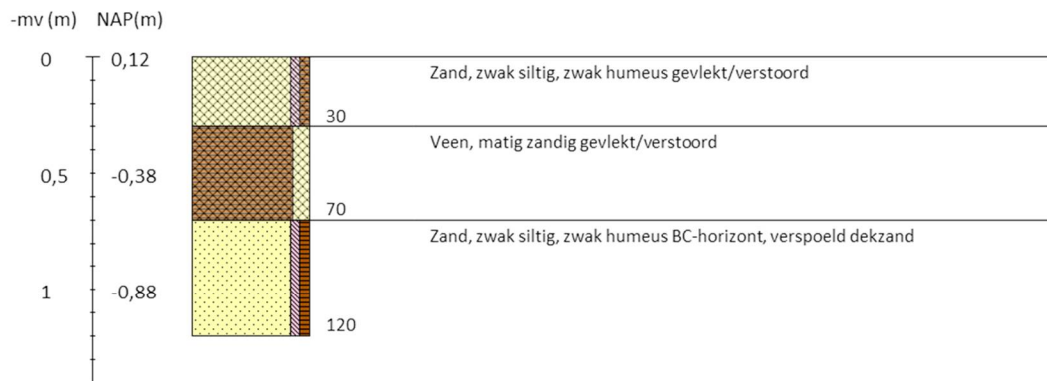 -mv (m) NAP(m)
0 0,12
Zand, zwak siltig, zwak humeus gevlekt/verstoord
30
Veen, matig zandig gevlekt/verstoord
0,5 -0,38
70
Zand, zwak siltig, zwak humeus BC-horizont, verspoeld dekzand
1 -0,88
120